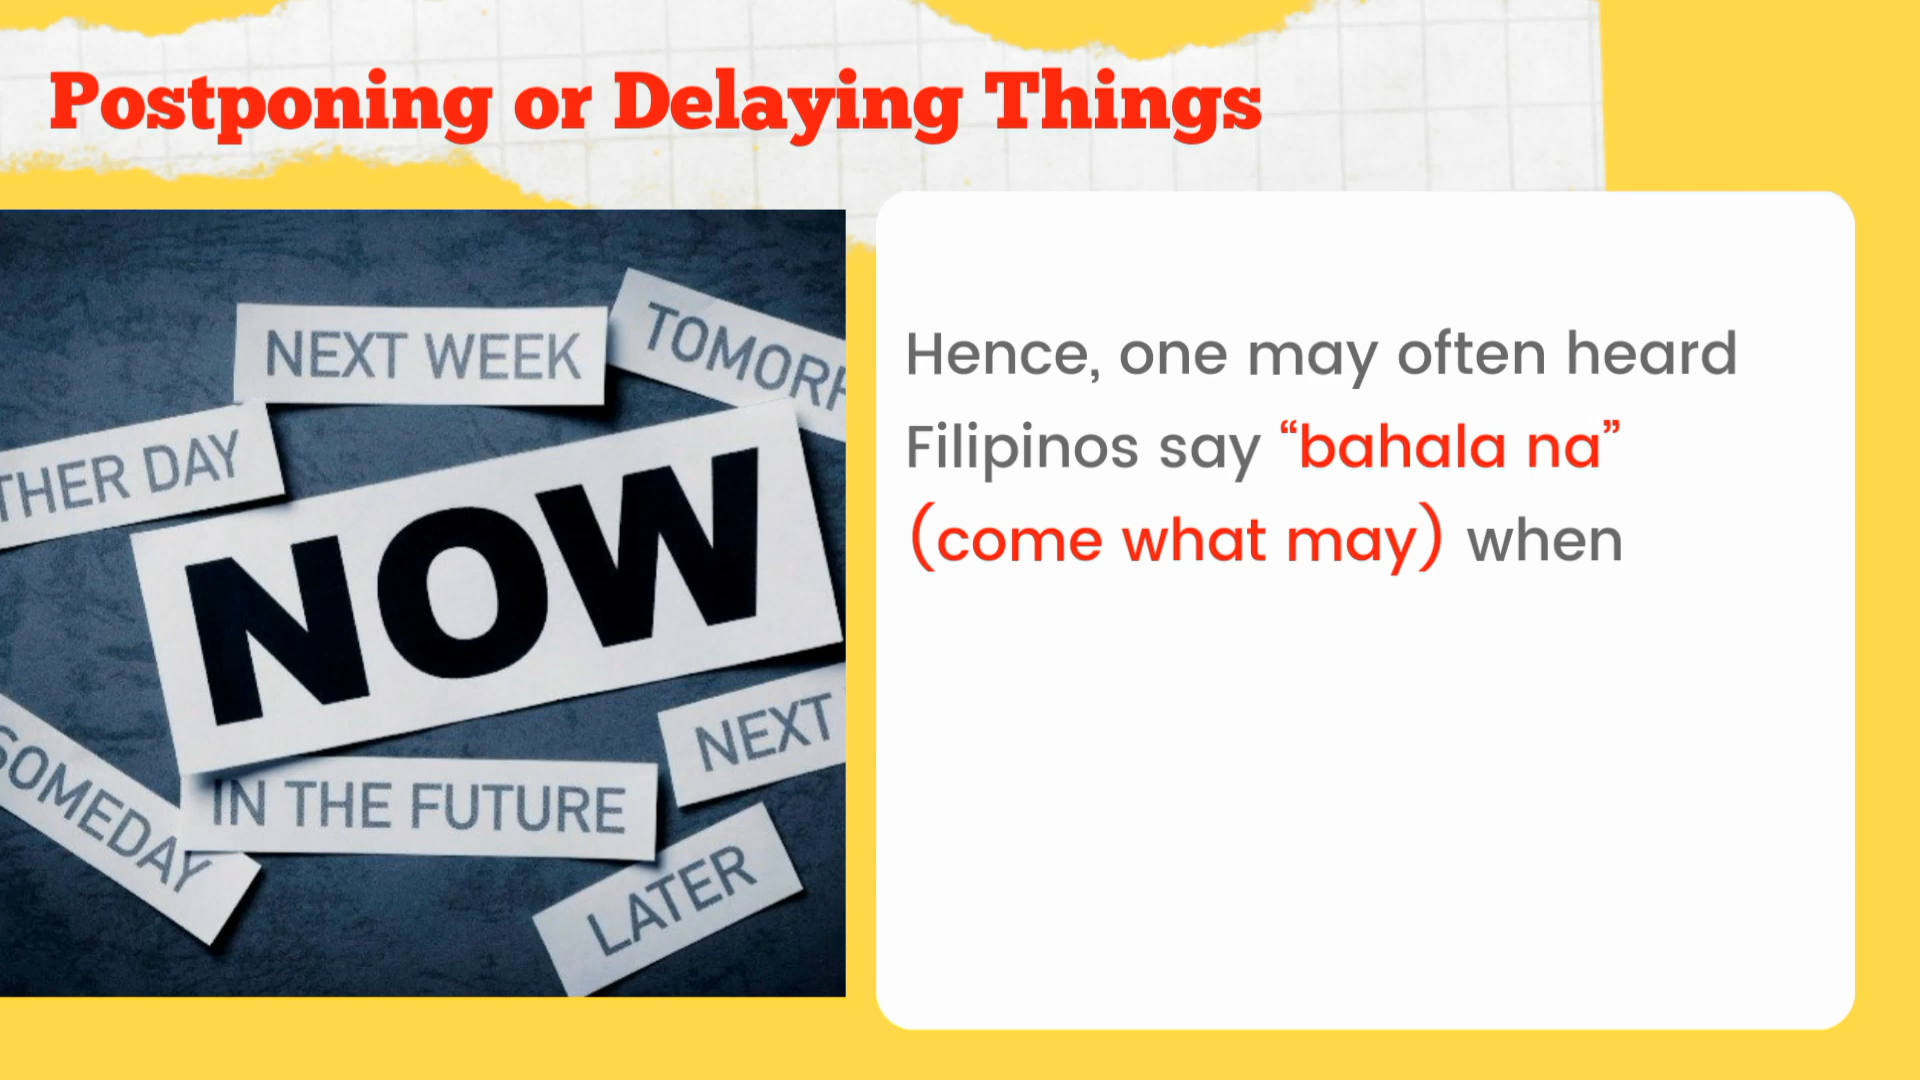 Postponing or Delaying Things
NEXT WEEK
TOMORR
THER DAY
NOW
SOMEDAY
IN THE FUTURE
NEXT
LATER
Hence, one may often heard
Filipinos say “bahala na”
(come what may) when